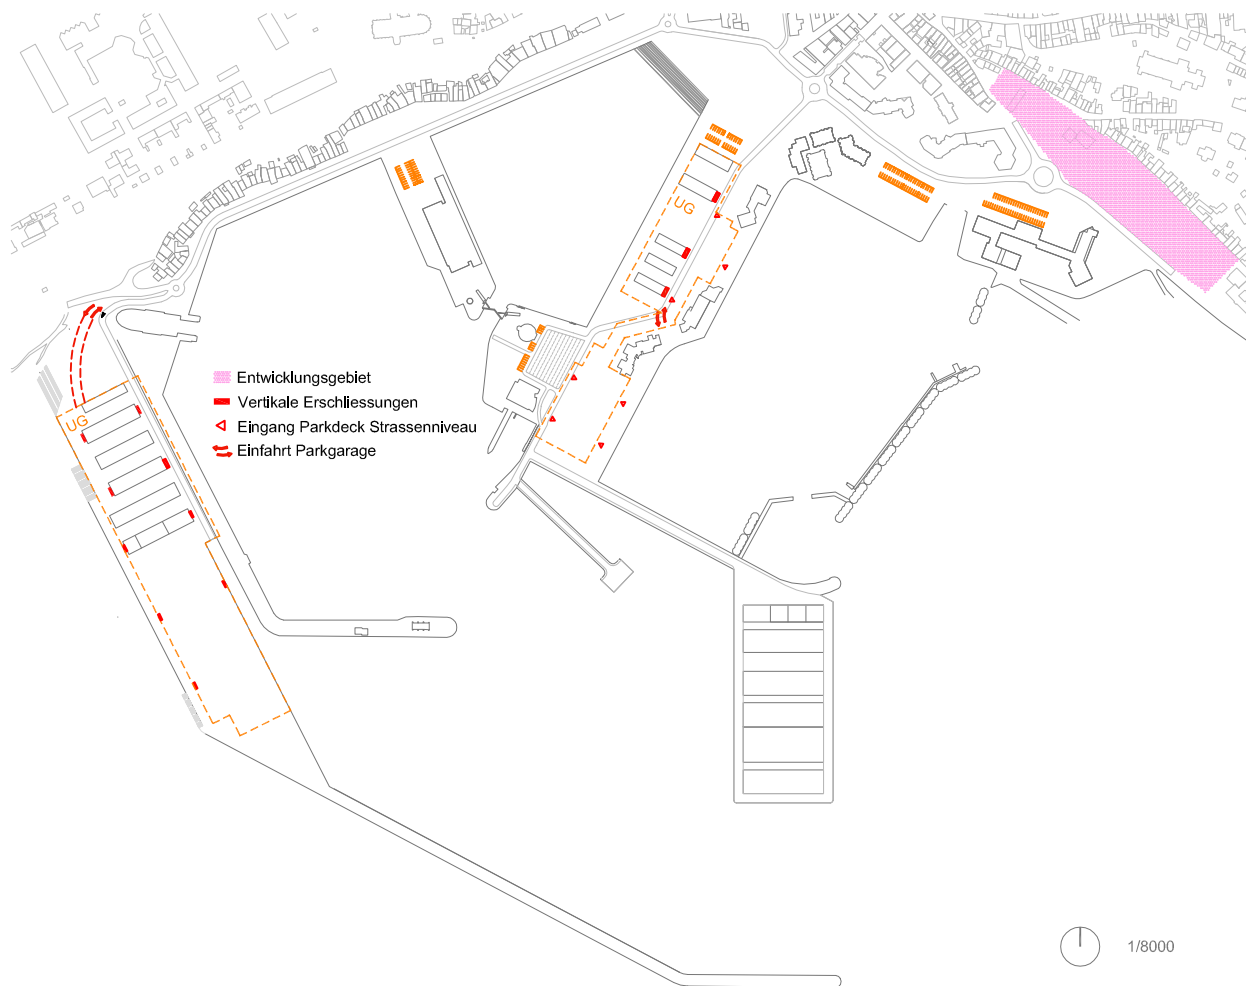 UG
UG
Entwicklungsgebiet
Vertikale Erschliessungen
Eingang Parkdeck Strassenniveau
Einfahrt Parkgarage
1/8000